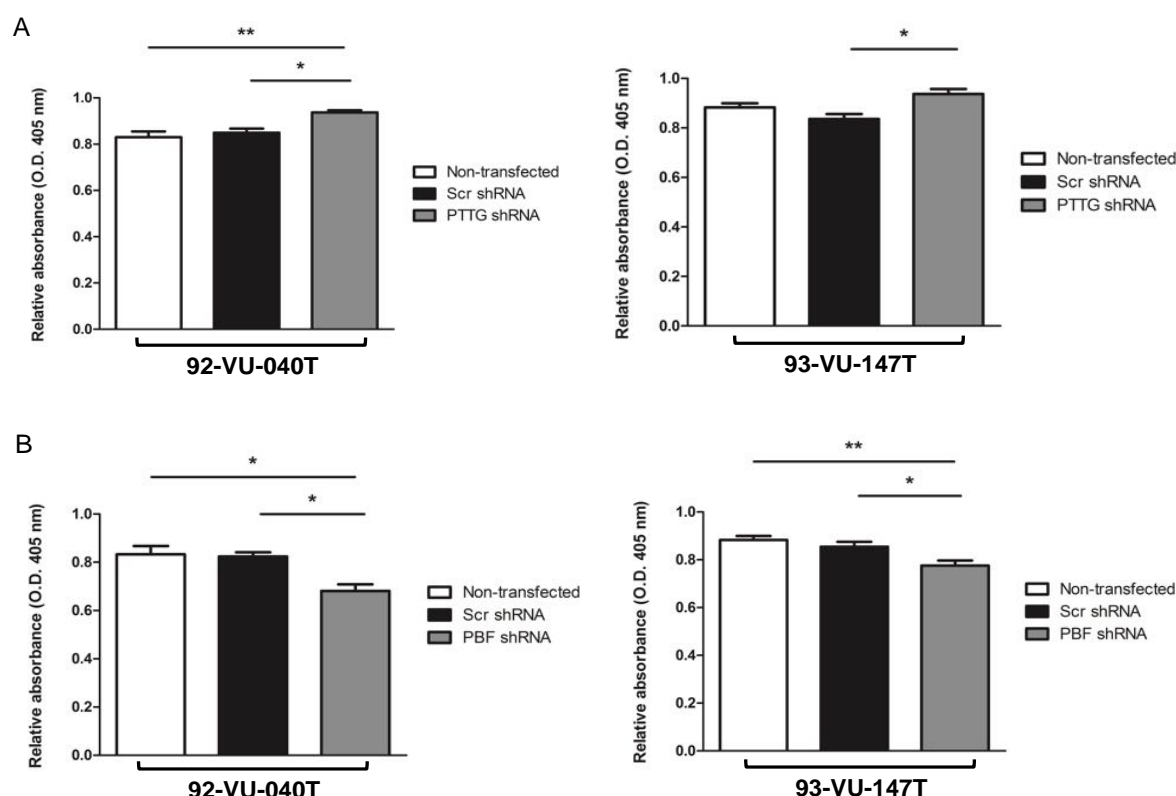 A
**
*
Relative absorbance (O.D. 405 nm)
1.0
0.8
0.6
0.4
0.2
0.0
Non-transfected
Scr shRNA
PTTG shRNA
92-VU-040T
*
Relative absorbance (O.D. 405 nm)
1.0
0.8
0.6
0.4
0.2
0.0
Non-transfected
Scr shRNA
PTTG shRNA
93-VU-147T
B
*
*
Relative absorbance (O.D. 405 nm)
1.0
0.8
0.6
0.4
0.2
0.0
Non-transfected
Scr shRNA
PBF shRNA
92-VU-040T
**
*
Relative absorbance (O.D. 405 nm)
1.0
0.8
0.6
0.4
0.2
0.0
Non-transfected
Scr shRNA
PBF shRNA
93-VU-147T